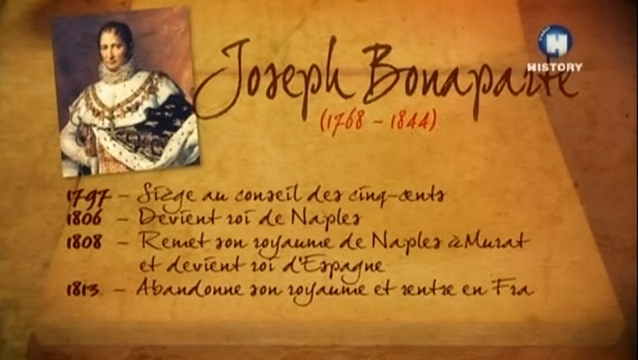 Joseph Bonaparte
HISTORY
(1768 - 1844)
1797 - Siège au conseil des cinq-cents
1806 - Devient roi de Naples
1808 - Remet son royaume de Naples à Murat
et devient roi d'Espagne
1813 - Abandonne son royaume et rentre en Fra